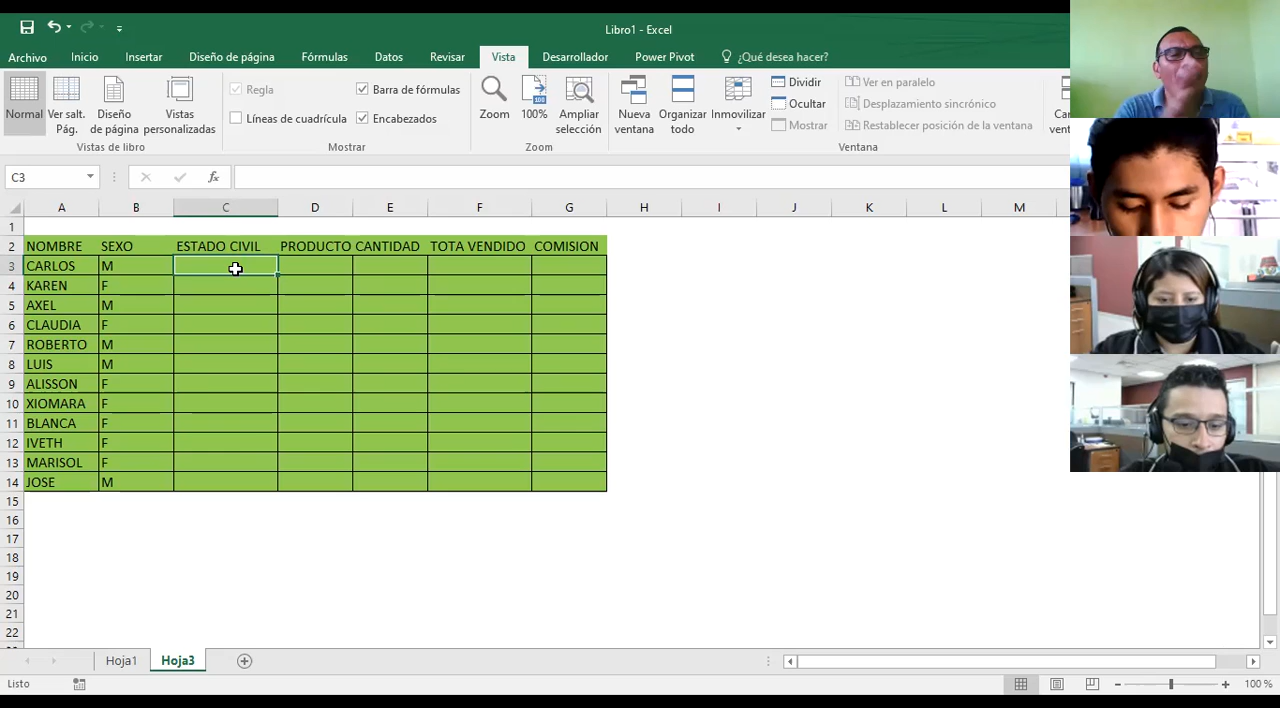 Libro1 - Excel
Archivo Inicio Insertar Diseño de página Fórmulas Datos Revisar Vista Desarrollador Power Pivot ¿Qué desea hacer?
Normal
Ver salt. Pág.
Diseño de página
Vistas personalizadas
Vistas de libro
Regla
Barra de fórmulas
Líneas de cuadrícula
Encabezados
Mostrar
Zoom
100
100%
Ampliar selección
Zoom
Nueva ventana
Organizar todo
Inmovilizar
Dividir
Ocultar
Mostrar
Ver en paralelo
Desplazamiento sincrónico
Restablecer posición de la ventana
Ventana
C3 fx
A B C D E F G H I J K L M
1
2 NOMBRE SEXO ESTADO CIVIL PRODUCTO CANTIDAD TOTA VENDIDO COMISION
3 CARLOS M
4 KAREN F
5 AXEL M
6 CLAUDIA F
7 ROBERTO M
8 LUIS M
9 ALISSON F
10 XIOMARA F
11 BLANCA F
12 IVETH F
13 MARISOL F
14 JOSE M
15
16
17
18
19
20
21
22
Hoja1 Hoja3
Listo 100 %